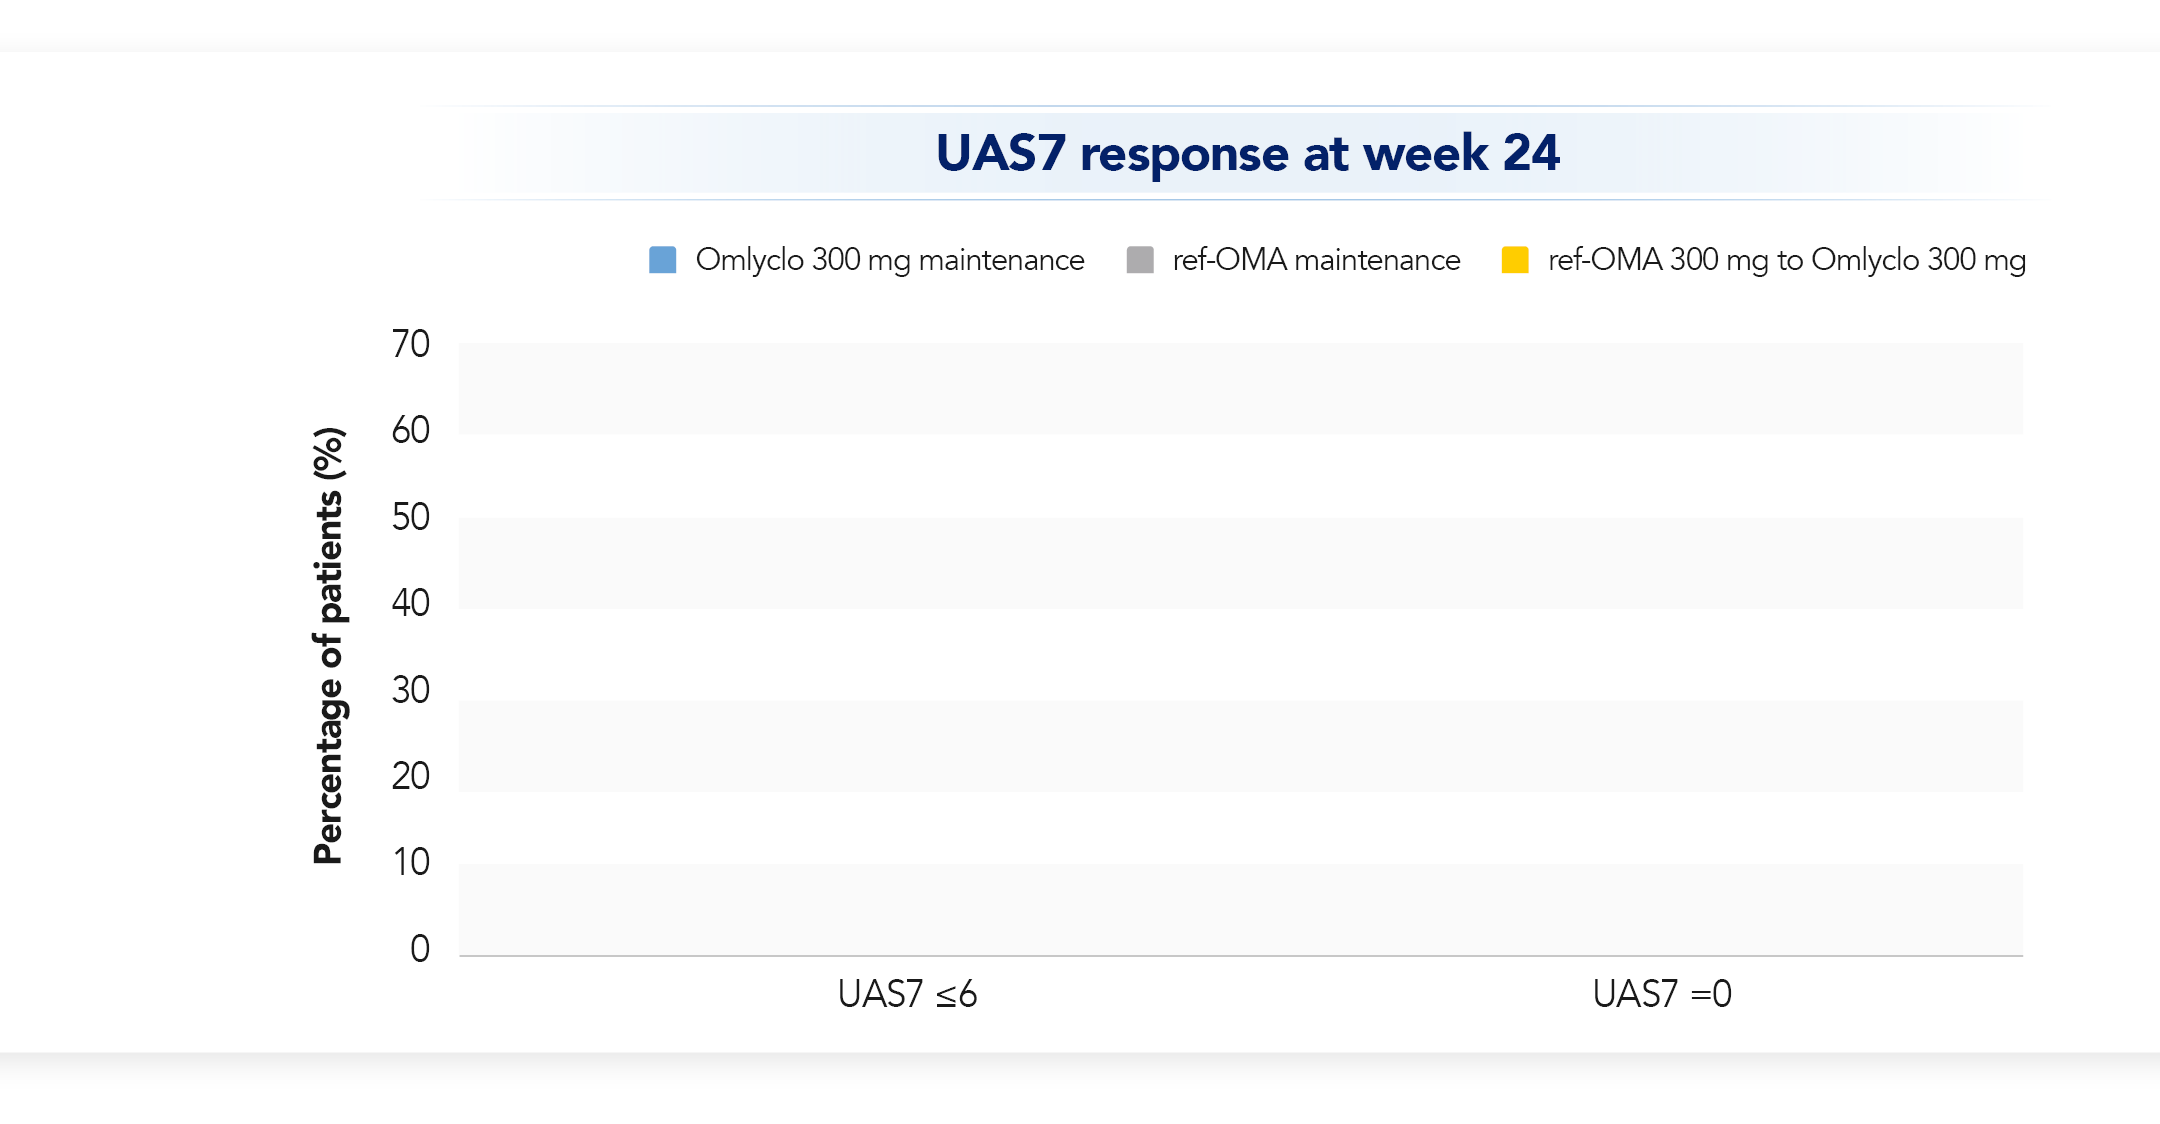 UAS7 response at week 24
Omlyclo 300 mg maintenance ref-OMA maintenance ref-OMA 300 mg to Omlyclo 300 mg
Percentage of patients (%)
70
60
50
40
30
20
10
0
UAS7 ≤6 UAS7 =0